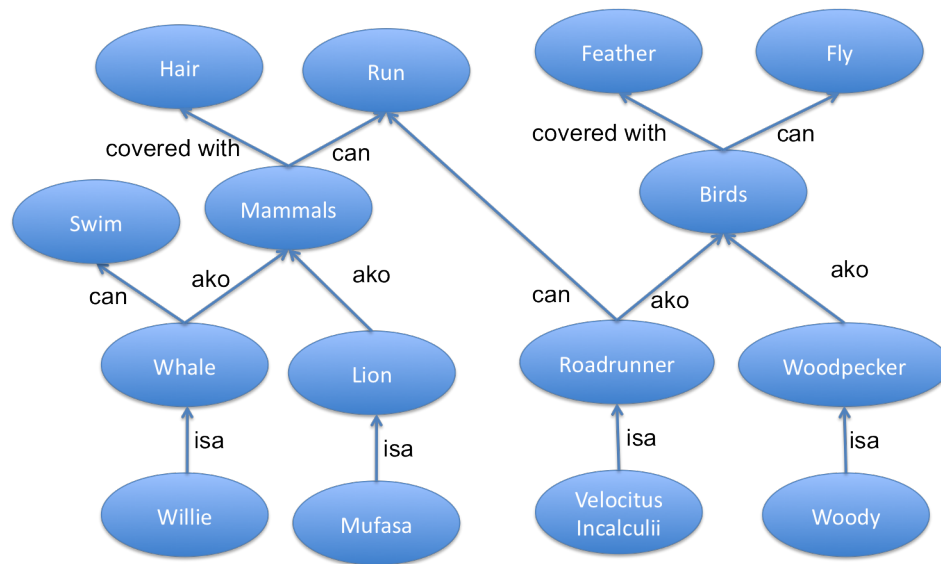 Hair
Run
Feather
Fly
covered with
can
covered with
can
Swim
Mammals
Birds
can
ako
ako
can
ako
ako
Whale
Lion
Roadrunner
Woodpecker
isa
isa
isa
isa
Willie
Mufasa
Velocitus
Incalculii
Woody